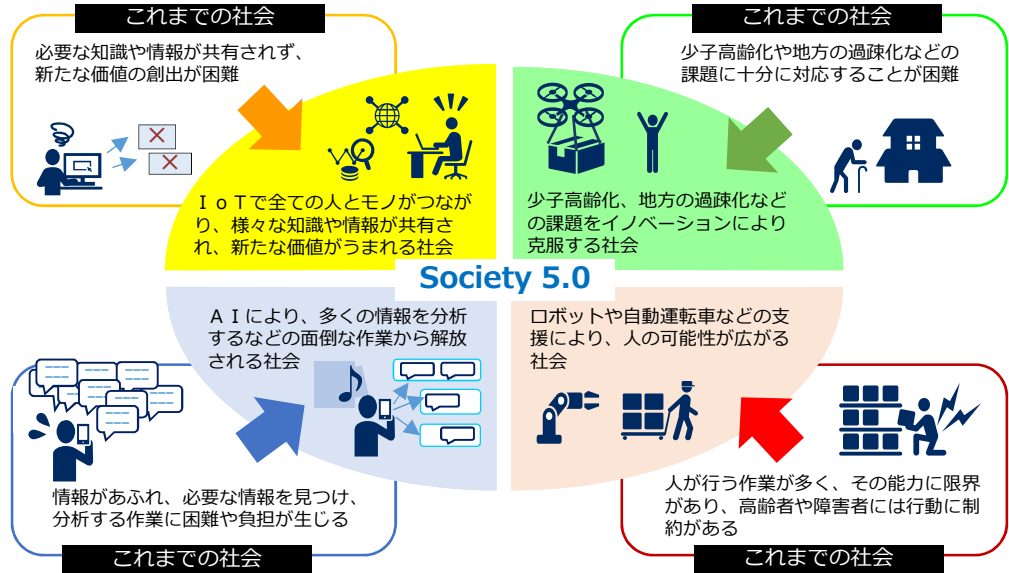 これまでの社会
必要な知識や情報が共有されず、
新たな価値の創出が困難
ＩｏＴで全ての人とモノがつなが
り、様々な知識や情報が共有さ
れ、新たな価値がうまれる社会
これまでの社会
少子高齢化や地方の過疎化などの
課題に十分に対応することが困難
少子高齢化、地方の過疎化など
の課題をイノベーションにより
克服する社会
Society 5.0
ＡＩにより、多くの情報を分析
するなどの面倒な作業から解放
される社会
情報があふれ、必要な情報を見つけ、
分析する作業に困難や負担が生じる
これまでの社会
ロボットや自動運転車などの支
援により、人の可能性が広がる
社会
人が行う作業が多く、その能力に限界
があり、高齢者や障害者には行動に制
約がある
これまでの社会